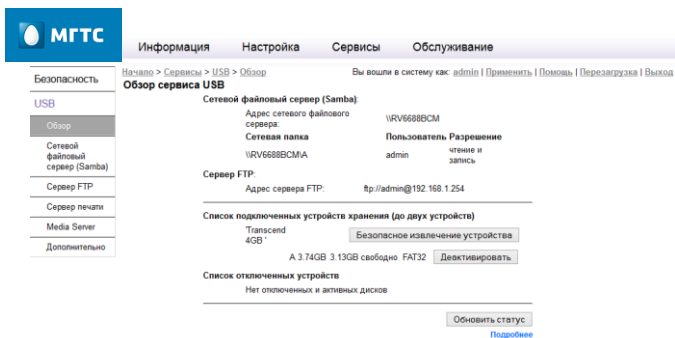 МГТС
Информация Настройка Сервисы Обслуживание
Начало > Сервисы > USB > Обзор Вы вошли в систему как: admin | Применить | Помощь | Перезагрузка | Выход
Безопасность
USB
Обзор
Сетевой
файловый
сервер (Samba)
Сервер FTP
Сервер печати
Media Server
Дополнительно
Обзор сервиса USB
Сетевой файловый сервер (Samba):
Адрес сетевого файлового
сервера: \\RV6688BCM
Сетевая папка Пользователь Разрешение
\\RV6688BCM\A admin чтение и
запись
Сервер FTP:
Адрес сервера FTP: ftp://admin@192.168.1.254
Список подключенных устройств хранения (до двух устройств)
'Transcend
4GB ' Безопасное извлечение устройства
A 3.74GB 3.13GB свободно FAT32 Деактивировать
Список отключенных устройств
Нет отключенных и активных дисков
Обновить статус
Подробнее